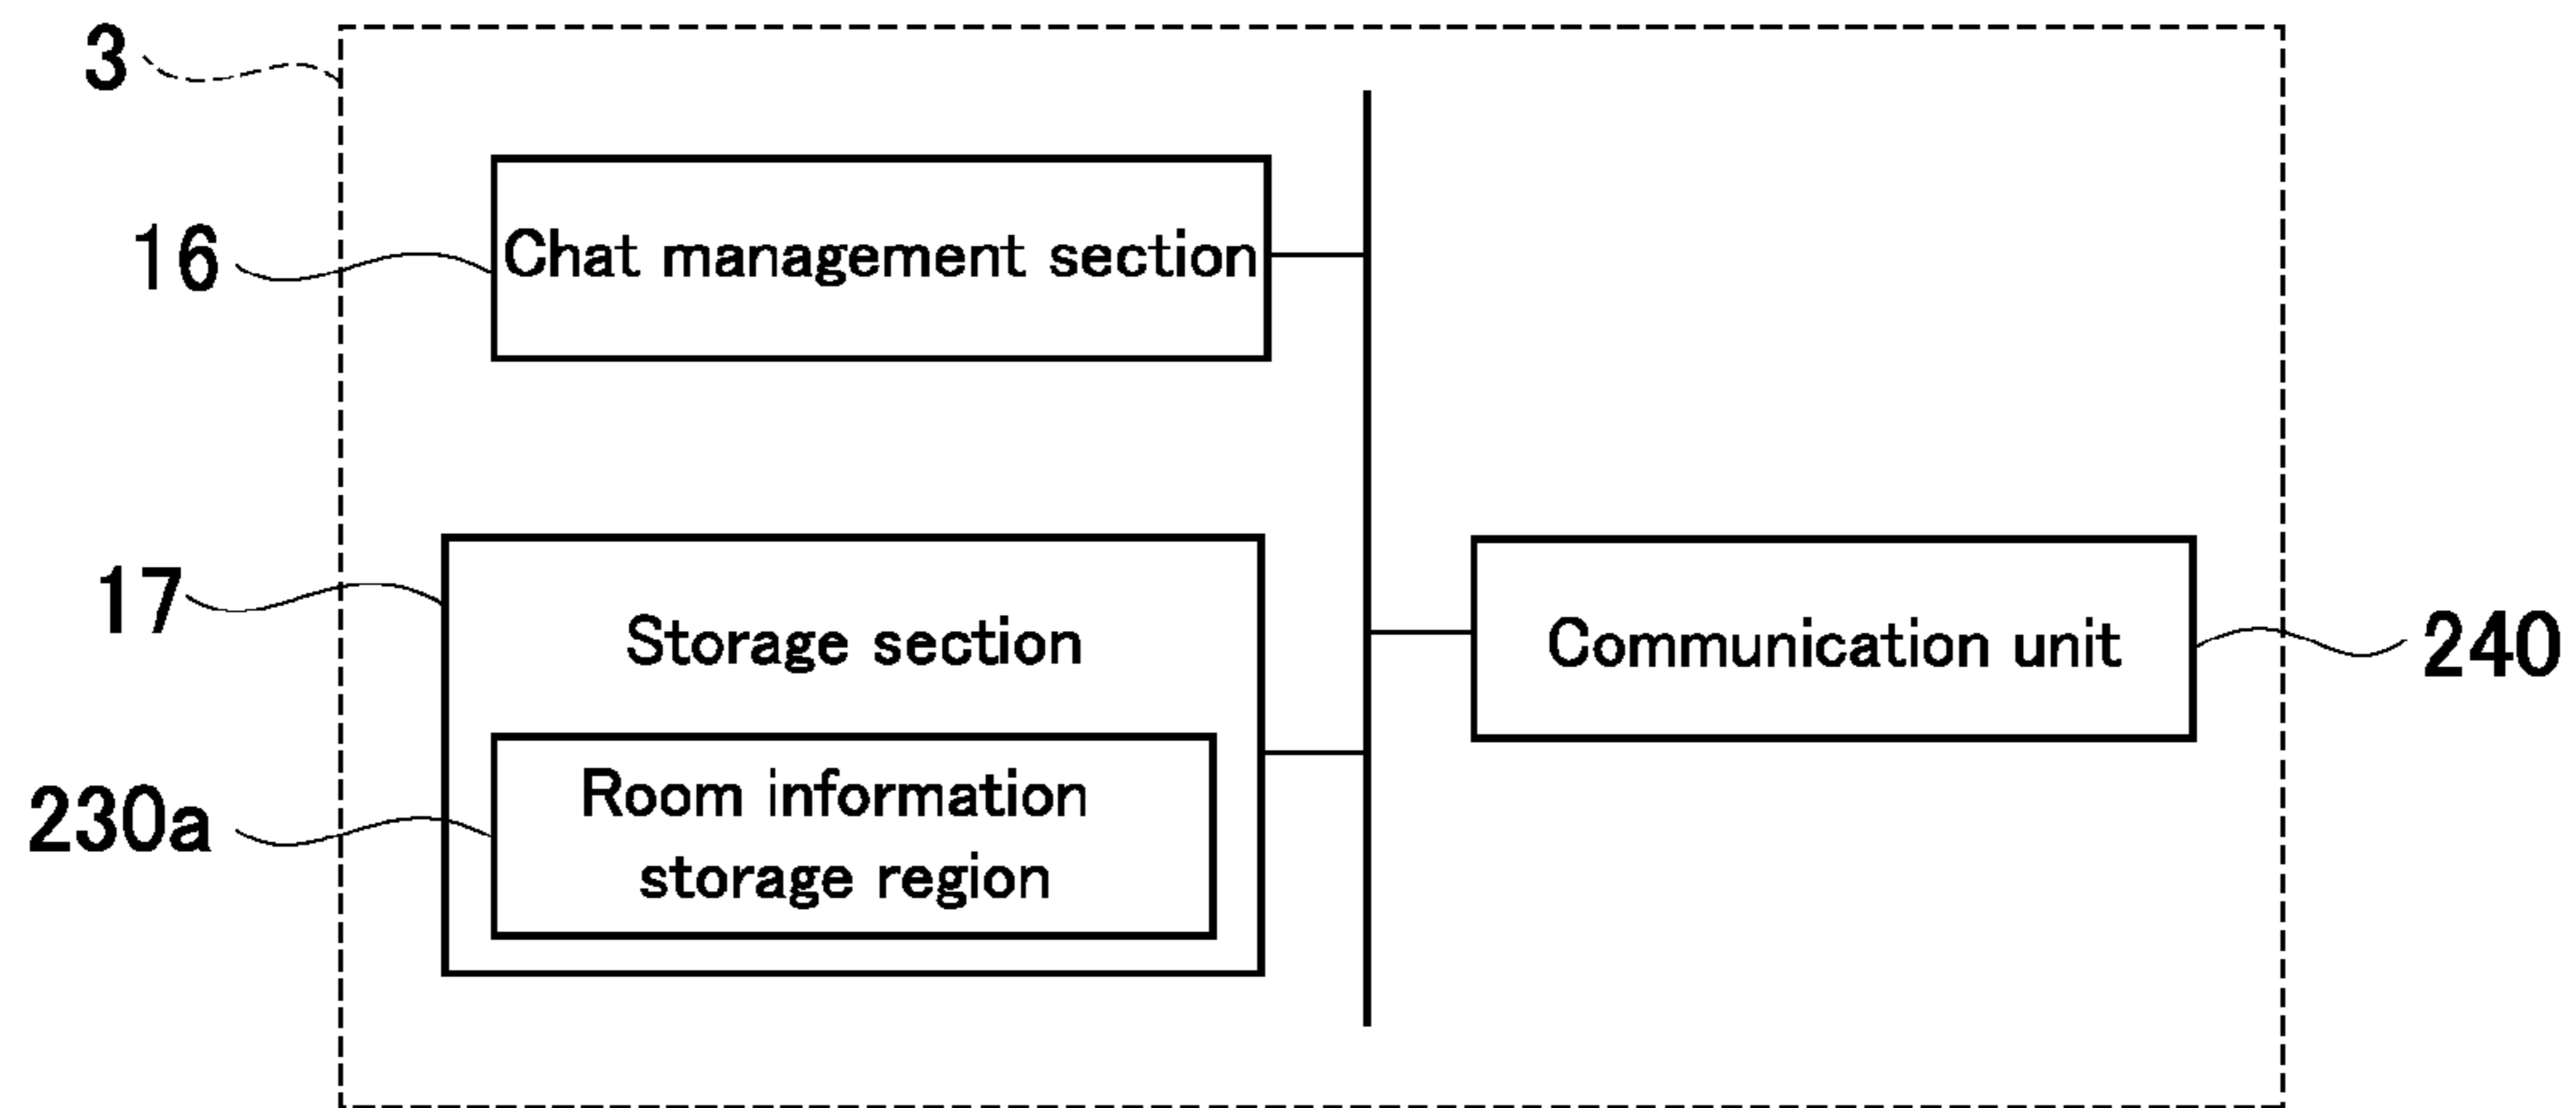 3
16
Chat management section
17
Storage section
Communication unit
240
230a
Room information
storage region